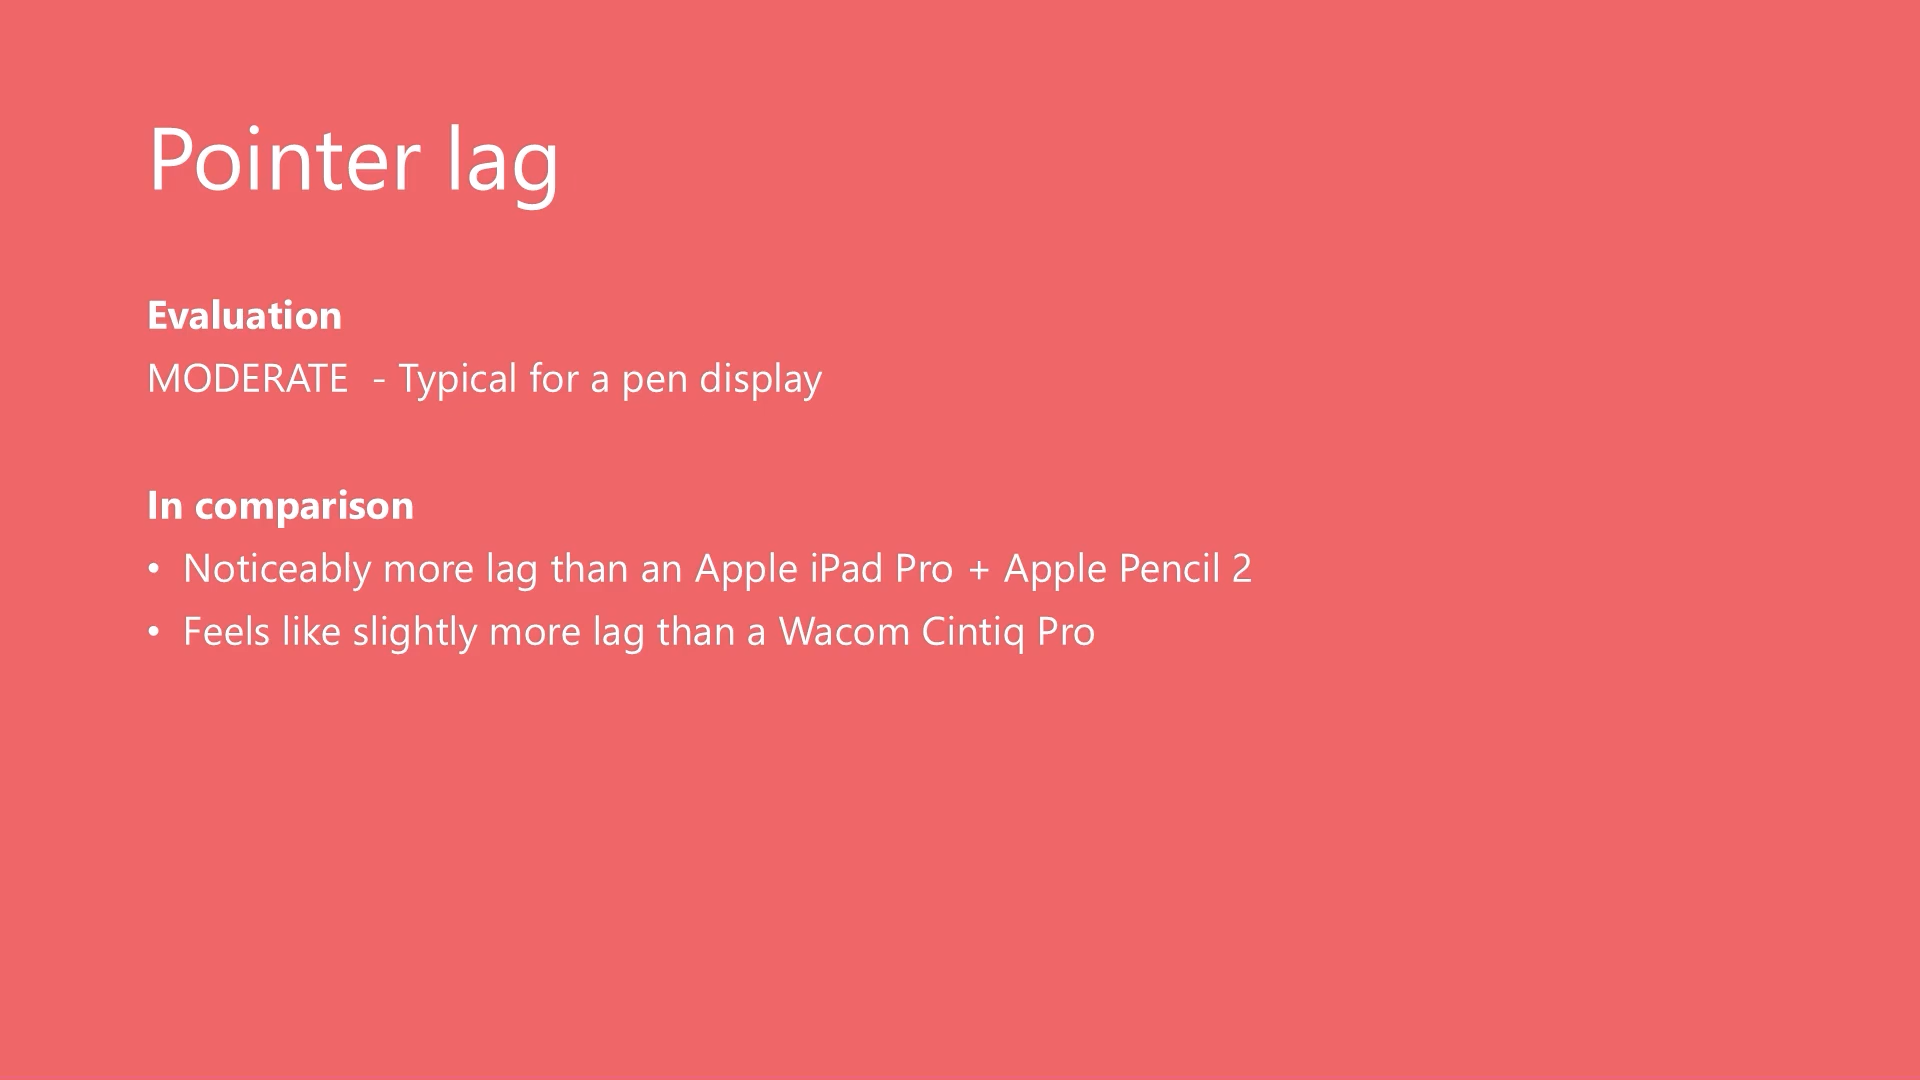 Pointer lag
Evaluation
MODERATE  - Typical for a pen display
In comparison
• Noticeably more lag than an Apple iPad Pro + Apple Pencil 2
• Feels like slightly more lag than a Wacom Cintiq Pro